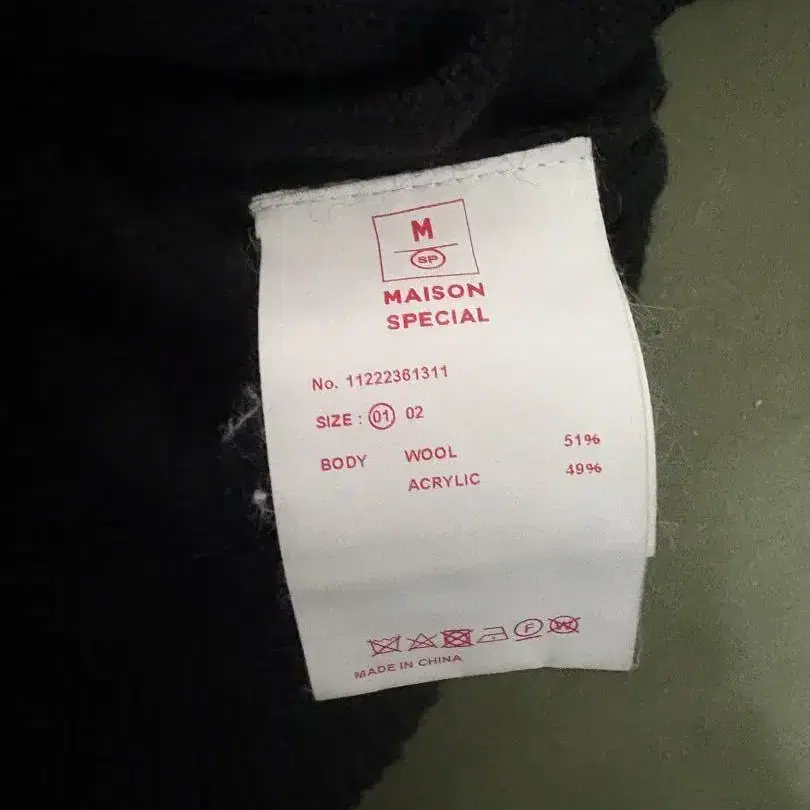 M
SP
MAISON
SPECIAL
No. 11222361311
SIZE : 01 02
BODY WOOL 51%
ACRYLIC 49%
F W
MADE IN CHINA